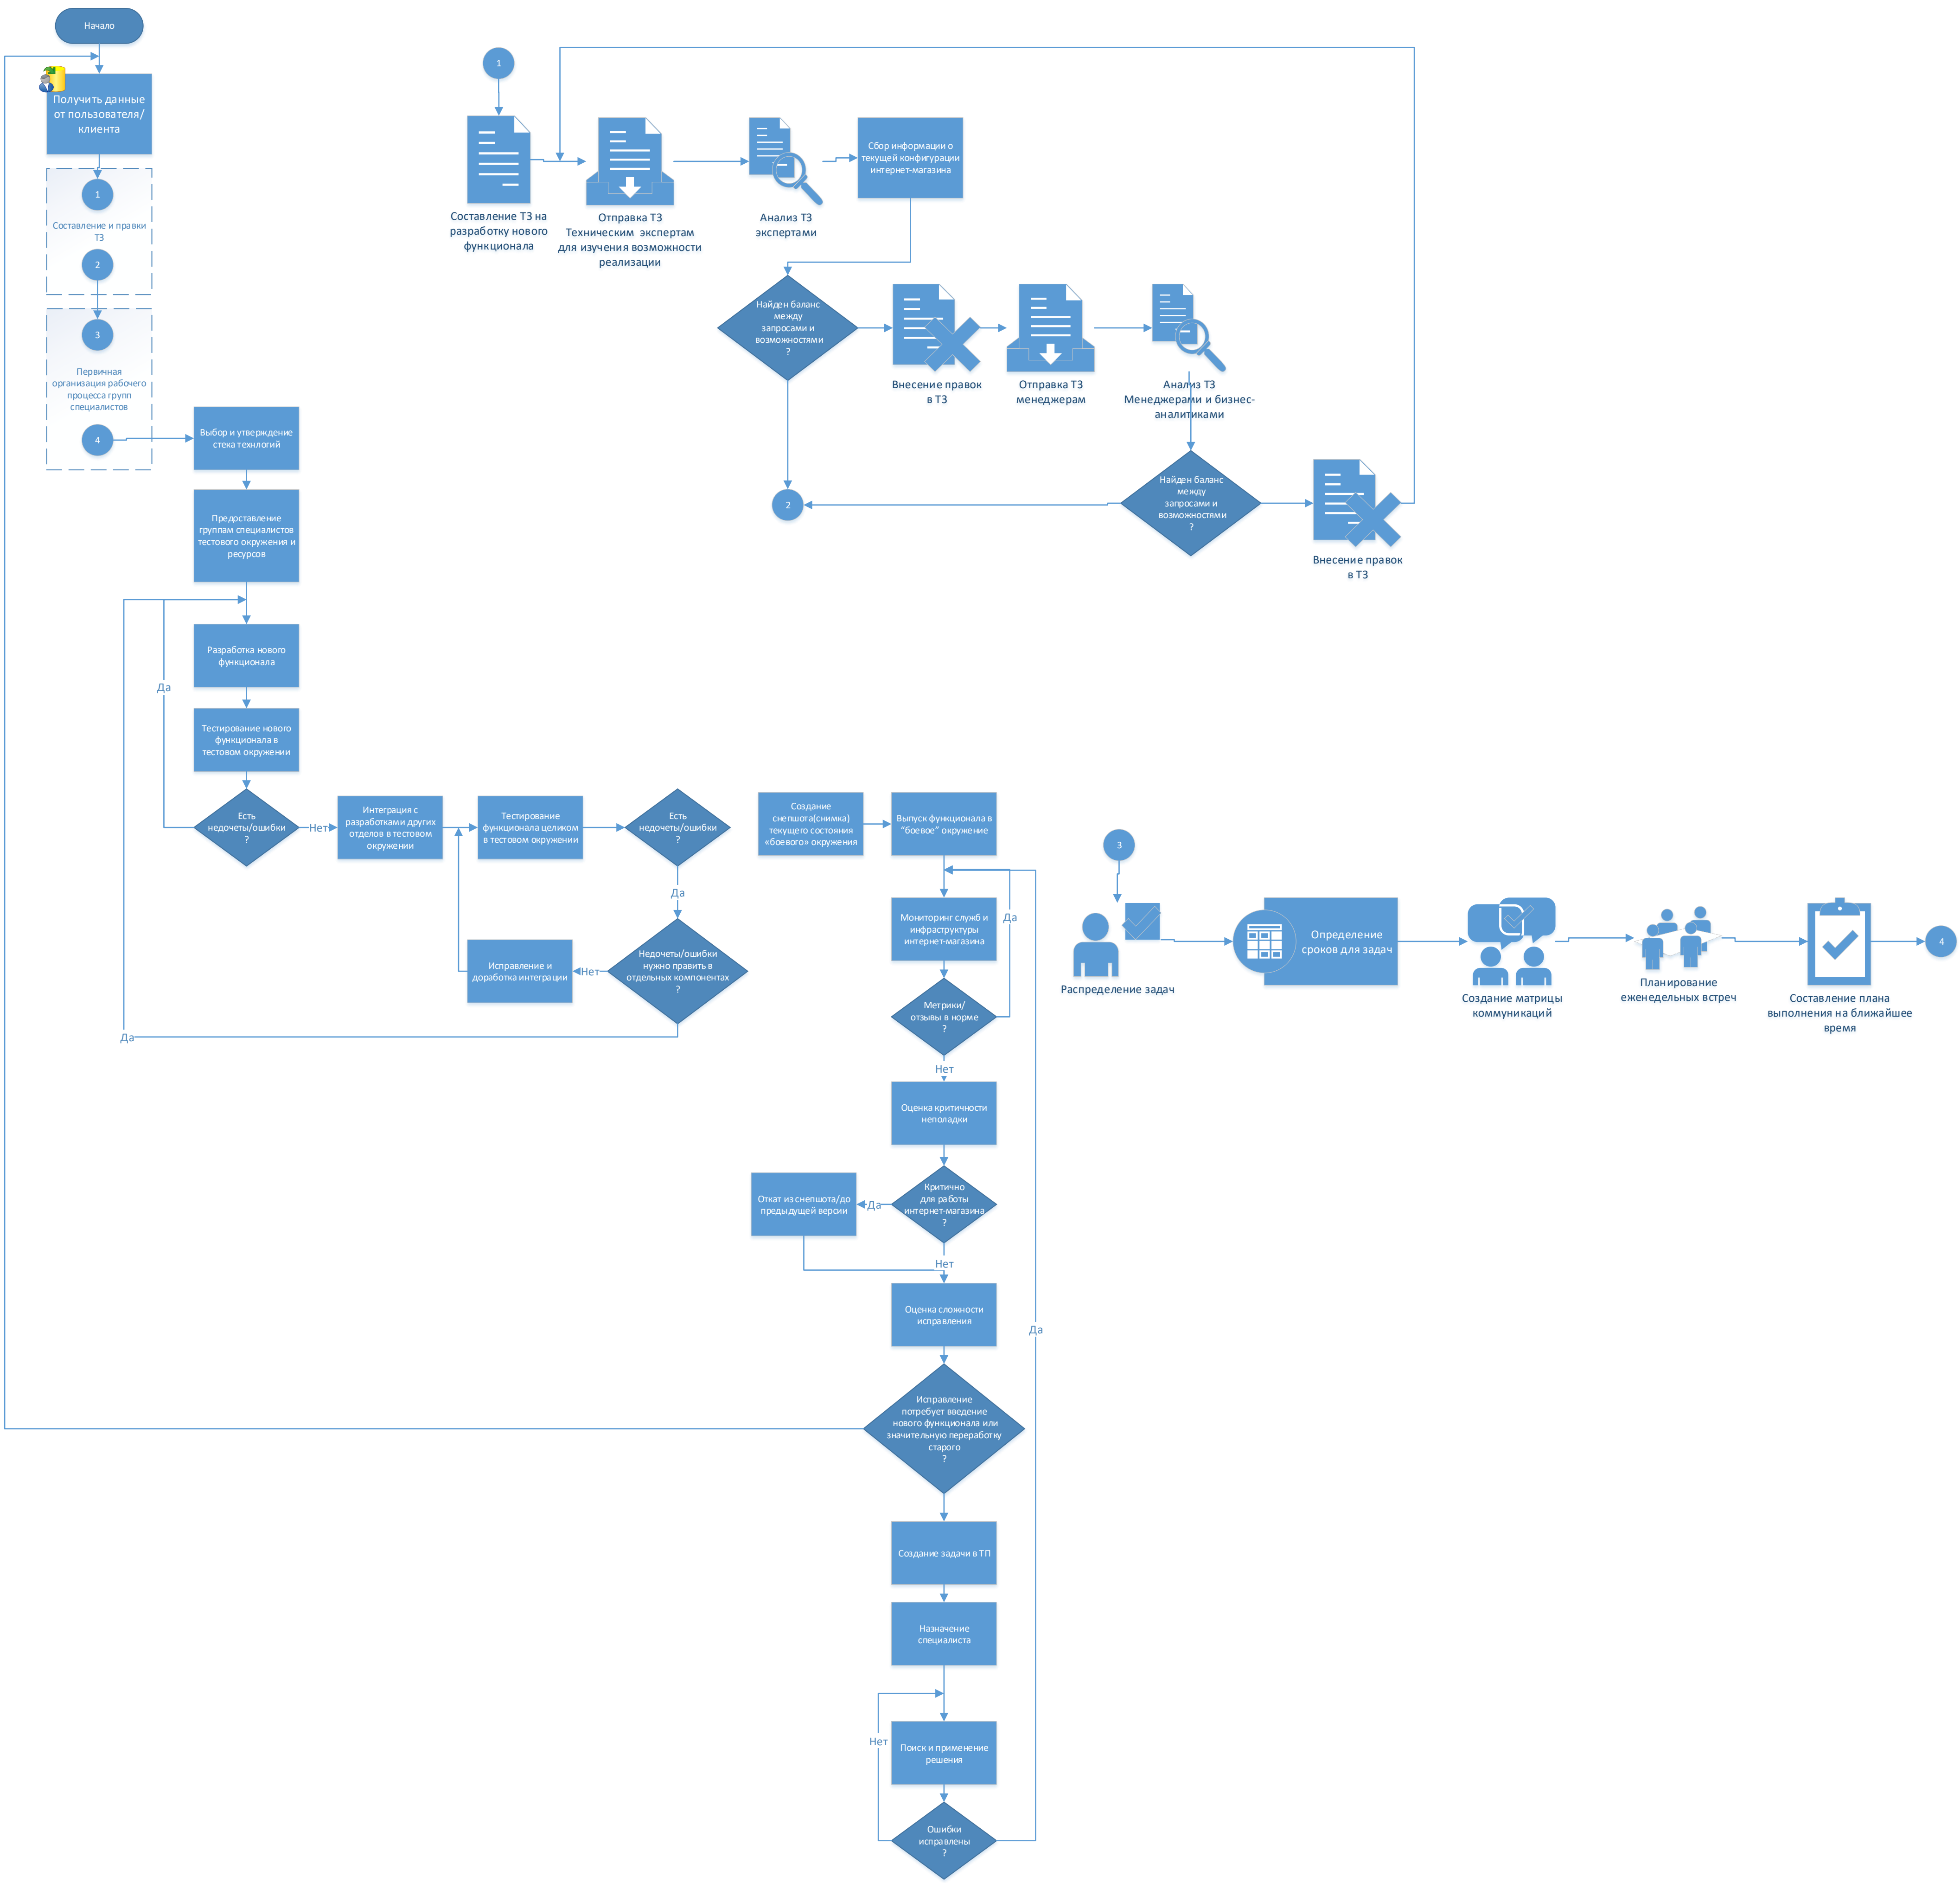 Начало
Получить данные
от пользователя/
клиента
1
Составление и правки
ТЗ
2
3
Первичная
организация рабочего
процесса групп
специалистов
4
1
Составление ТЗ на
разработку нового
функционала
Отправка ТЗ
Техническим экспертам
для изучения возможности
реализации
Анализ ТЗ
экспертами
Сбор информации о
текущей конфигурации
интернет-магазина
Найден баланс
между
запросами и
возможностями
?
Внесение правок
в ТЗ
Отправка ТЗ
менеджерам
Анализ ТЗ
Менеджерами и бизнес-
аналитиками
2
Найден баланс
между
запросами и
возможностями
?
Внесение правок
в ТЗ
Выбор и утверждение
стека технлогий
Предоставление
группам специалистов
тестового окружения и
ресурсов
Разработка нового
функционала
Да
Тестирование нового
функционала в
тестовом окружении
Есть
недочеты/ошибки
?
Нет
Интеграция с
разработками других
отделов в тестовом
окружении
Тестирование
функционала целиком
в тестовом окружении
Есть
недочеты/ошибки
?
Да
Недочеты/ошибки
нужно править в
отдельных компонентах
?
Нет
Исправление и
доработка интеграции
Да
Создание
снепшота(снимка)
текущего состояния
«боевого» окружения
Выпуск функционала в
“боевое” окружение
Мониторинг служб и
инфраструктуры
интернет-магазина
Да
Метрики/
отзывы в норме
?
Нет
Оценка критичности
неполадки
Критично
для работы
интернет-магазина
?
Да
Откат из снепшота/до
предыдущей версии
Нет
Оценка сложности
исправления
Да
Исправление
потребует введение
нового функционала или
значительную переработку
старого
?
Создание задачи в ТП
Назначение
специалиста
Нет
Поиск и применение
решения
Ошибки
исправлены
?
3
Распределение задач
Определение
сроков для задач
Создание матрицы
коммуникаций
Планирование
еженедельных встреч
Составление плана
выполнения на ближайшее
время
4